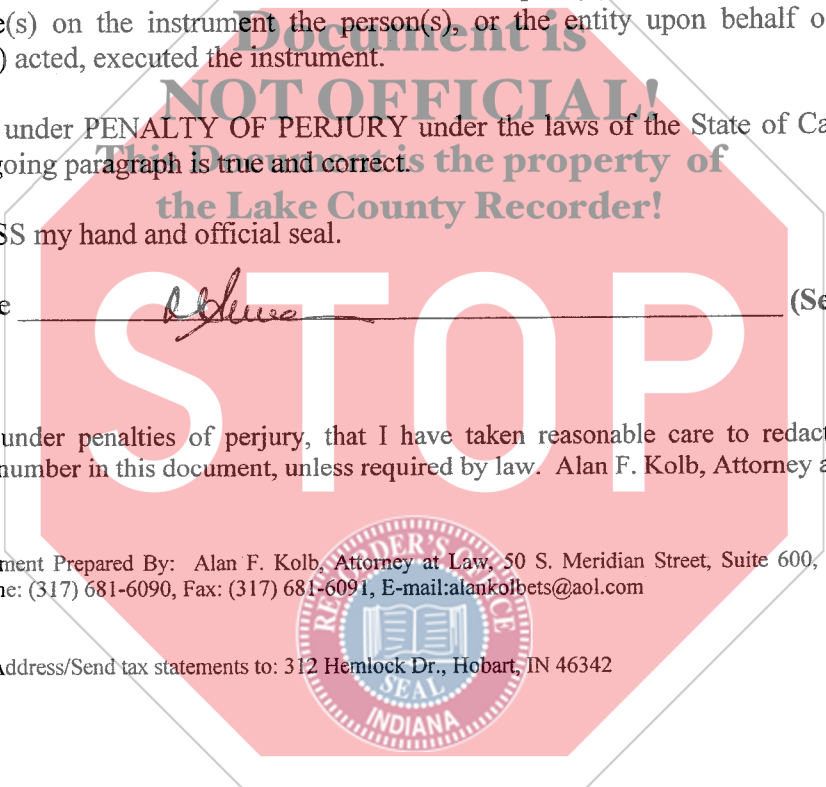 e(s) on the instrument the person(s), or the entity upon behalf o
Document is
) acted, executed the instrument.
NOT OFFICIAL!
under PENALTY OF PERJURY under the laws of the State of Ca
This Document is the property of
going paragraph is true and correct.
the Lake County Recorder!
SS my hand and official seal.
e (Se
STOP
under penalties of perjury, that I have taken reasonable care to redact
number in this document, unless required by law. Alan F. Kolb, Attorney a
ment Prepared By: Alan F. Kolb, Attorney at Law, 50 S. Meridian Street, Suite 600,
ne: (317) 681-6090, Fax: (317) 681-6091, E-mail:alankolbets@aol.com
RECORDER'S OFFICE
Address/Send tax statements to: 312 Hemlock Dr., Hobart, IN 46342
SEAL
INDIANA